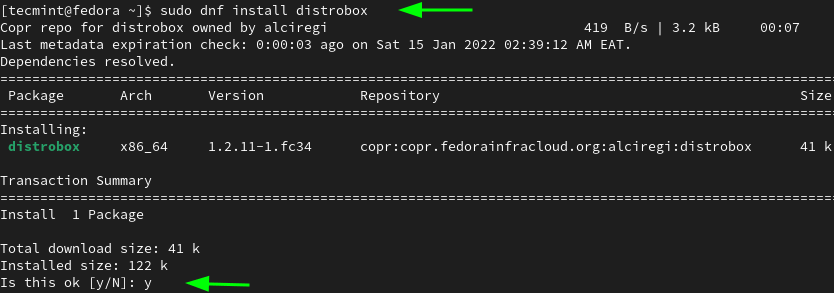 [tecmint@fedora ~]$ sudo dnf install distrobox
Copr repo for distrobox owned by alciregi 419 B/s | 3.2 kB 00:07
Last metadata expiration check: 0:00:03 ago on Sat 15 Jan 2022 02:39:12 AM EAT.
Dependencies resolved.
================================================================================
Package Arch Version Repository Size
================================================================================
Installing:
distrobox x86_64 1.2.11-1.fc34 copr:copr.fedorainfracloud.org:alciregi:distrobox 41 k
Transaction Summary
================================================================================
Install 1 Package
Total download size: 41 k
Installed size: 122 k
Is this ok [y/N]: y